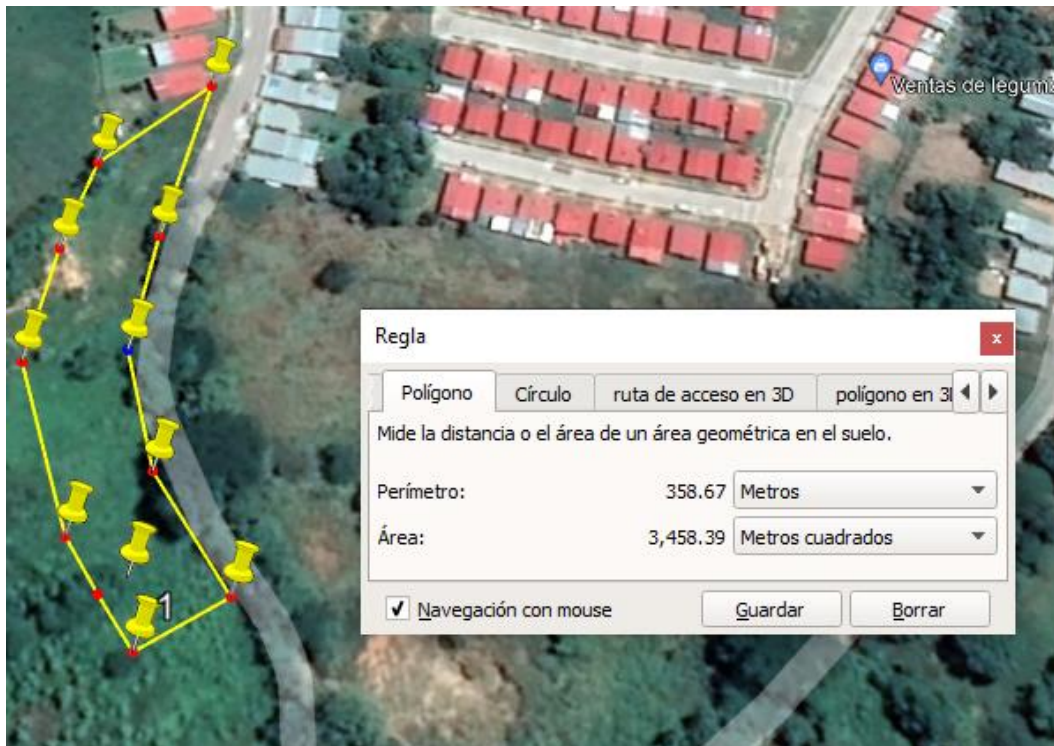 Ventas de legum
1
Regla
x
Polígono Círculo ruta de acceso en 3D polígono en 3
Mide la distancia o el área de un área geométrica en el suelo.
Perímetro: 358.67 Metros
Área: 3,458.39 Metros cuadrados
Navegación con mouse Guardar Borrar